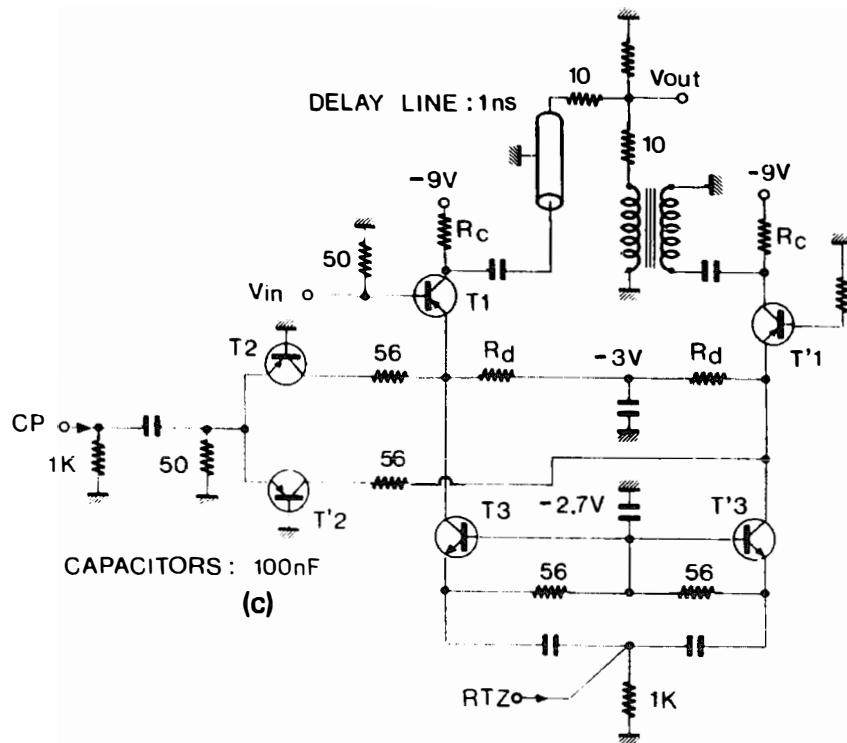 10
Vout
DELAY LINE : 1ns
10
-9V
-9V
Rc
Rc
50
Vin
T1
T2
56
Rd
-3V
Rd
T'1
CP
1K
50
56
T'2
T3
-2,7V
T'3
CAPACITORS : 100nF
56
56
(c)
RTZ
1K